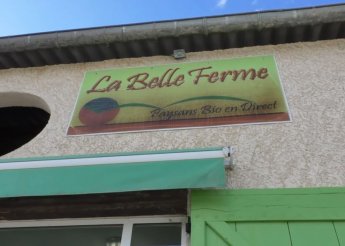 La Belle Ferme
Paysans Bio en Direct